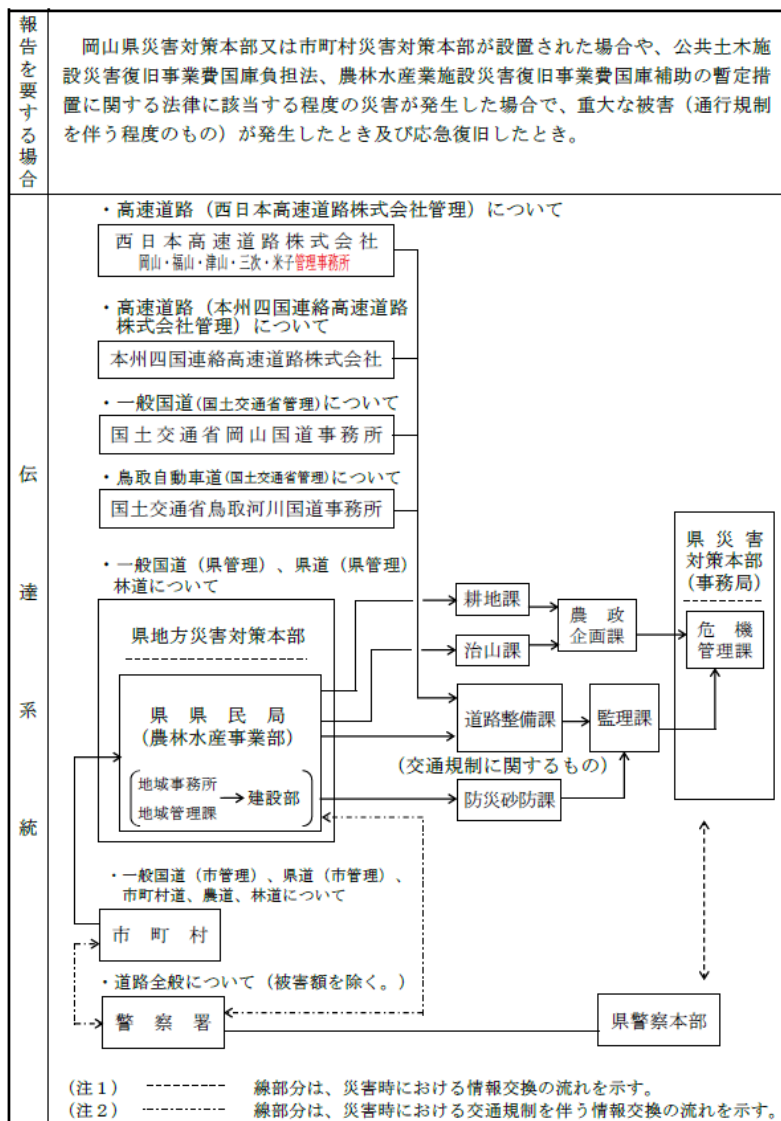 報告を要する場合
岡山県災害対策本部又は市町村災害対策本部が設置された場合や、公共土木施
設災害復旧事業費国庫負担法、農林水産業施設災害復旧事業費国庫補助の暫定措
置に関する法律に該当する程度の災害が発生した場合で、重大な被害（通行規制
を伴う程度のもの）が発生したとき及び応急復旧したとき。
伝達系統
・高速道路（西日本高速道路株式会社管理）について
西日本高速道路株式会社
岡山・福山・津山・三次・米子管理事務所
・高速道路（本州四国連絡高速道路
株式会社管理）について
本州四国連絡高速道路株式会社
・一般国道(国土交通省管理)について
国土交通省岡山国道事務所
・鳥取自動車道(国土交通省管理)について
国土交通省鳥取河川国道事務所
・一般国道（県管理）、県道（県管理）
林道について
県地方災害対策本部
県県民局
(農林水産事業部)
地域事務所
地域管理課
建設部
耕地課
治山課
農政
企画課
道路整備課
監理課
(交通規制に関するもの)
防災砂防課
県災害
対策本部
(事務局)
危機
管理課
・一般国道（市管理）、県道（市管理）、
市町村道、農道、林道について
市町村
・道路全般について（被害額を除く。）
警察署
県警察本部
(注１) 線部分は、災害時における情報交換の流れを示す。
(注２) 線部分は、災害時における交通規制を伴う情報交換の流れを示す。